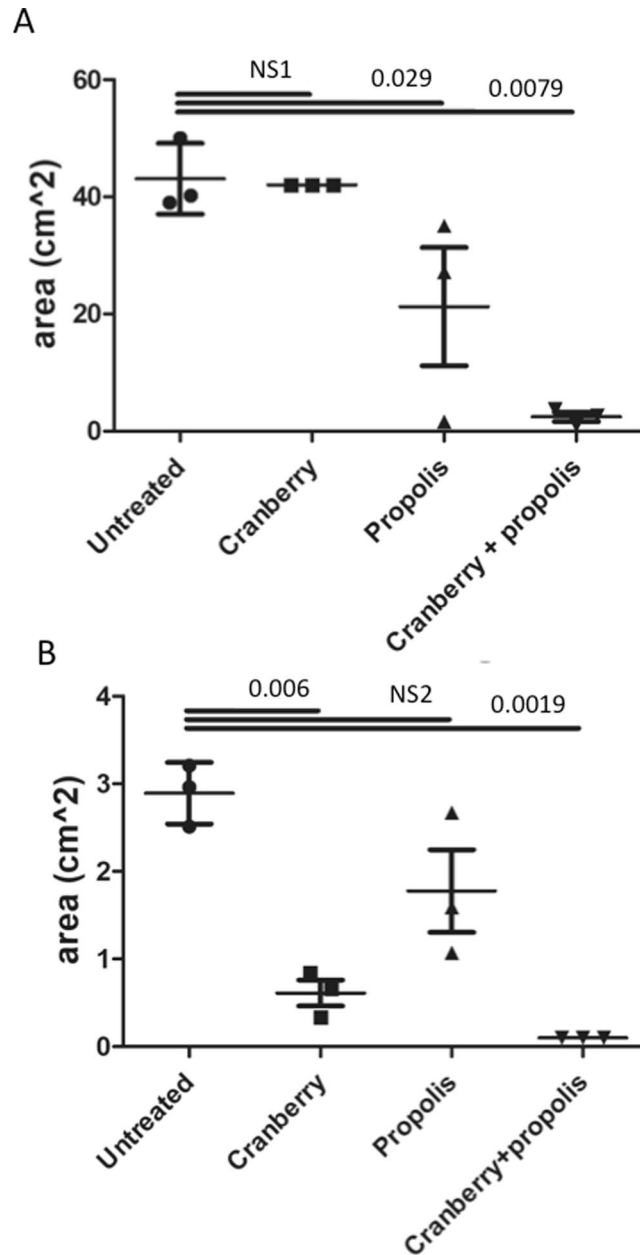 A
NS1
0.029
0.0079
60
40
20
0
area (cm^2)
Untreated
Cranberry
Propolis
Cranberry + propolis
B
0.006
NS2
0.0019
4
3
2
1
0
area (cm^2)
Untreated
Cranberry
Propolis
Cranberry+propolis